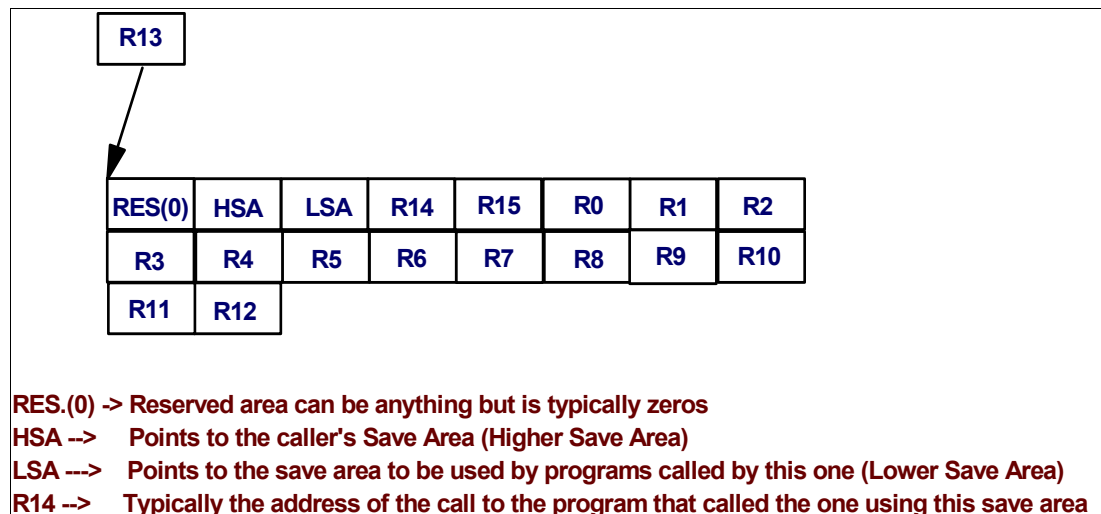 R13
RES(0) HSA LSA R14 R15 R0 R1 R2
R3 R4 R5 R6 R7 R8 R9 R10
R11 R12
RES.(0) -> Reserved area can be anything but is typically zeros
HSA --> Points to the caller's Save Area (Higher Save Area)
LSA ---> Points to the save area to be used by programs called by this one (Lower Save Area)
R14 --> Typically the address of the call to the program that called the one using this save area